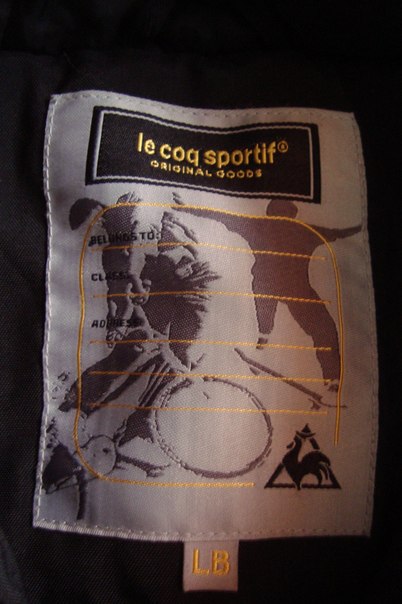 le coq sportif®
ORIGINAL GOODS
BELONGS TO:
CLASS:
ADDRESS:
LB